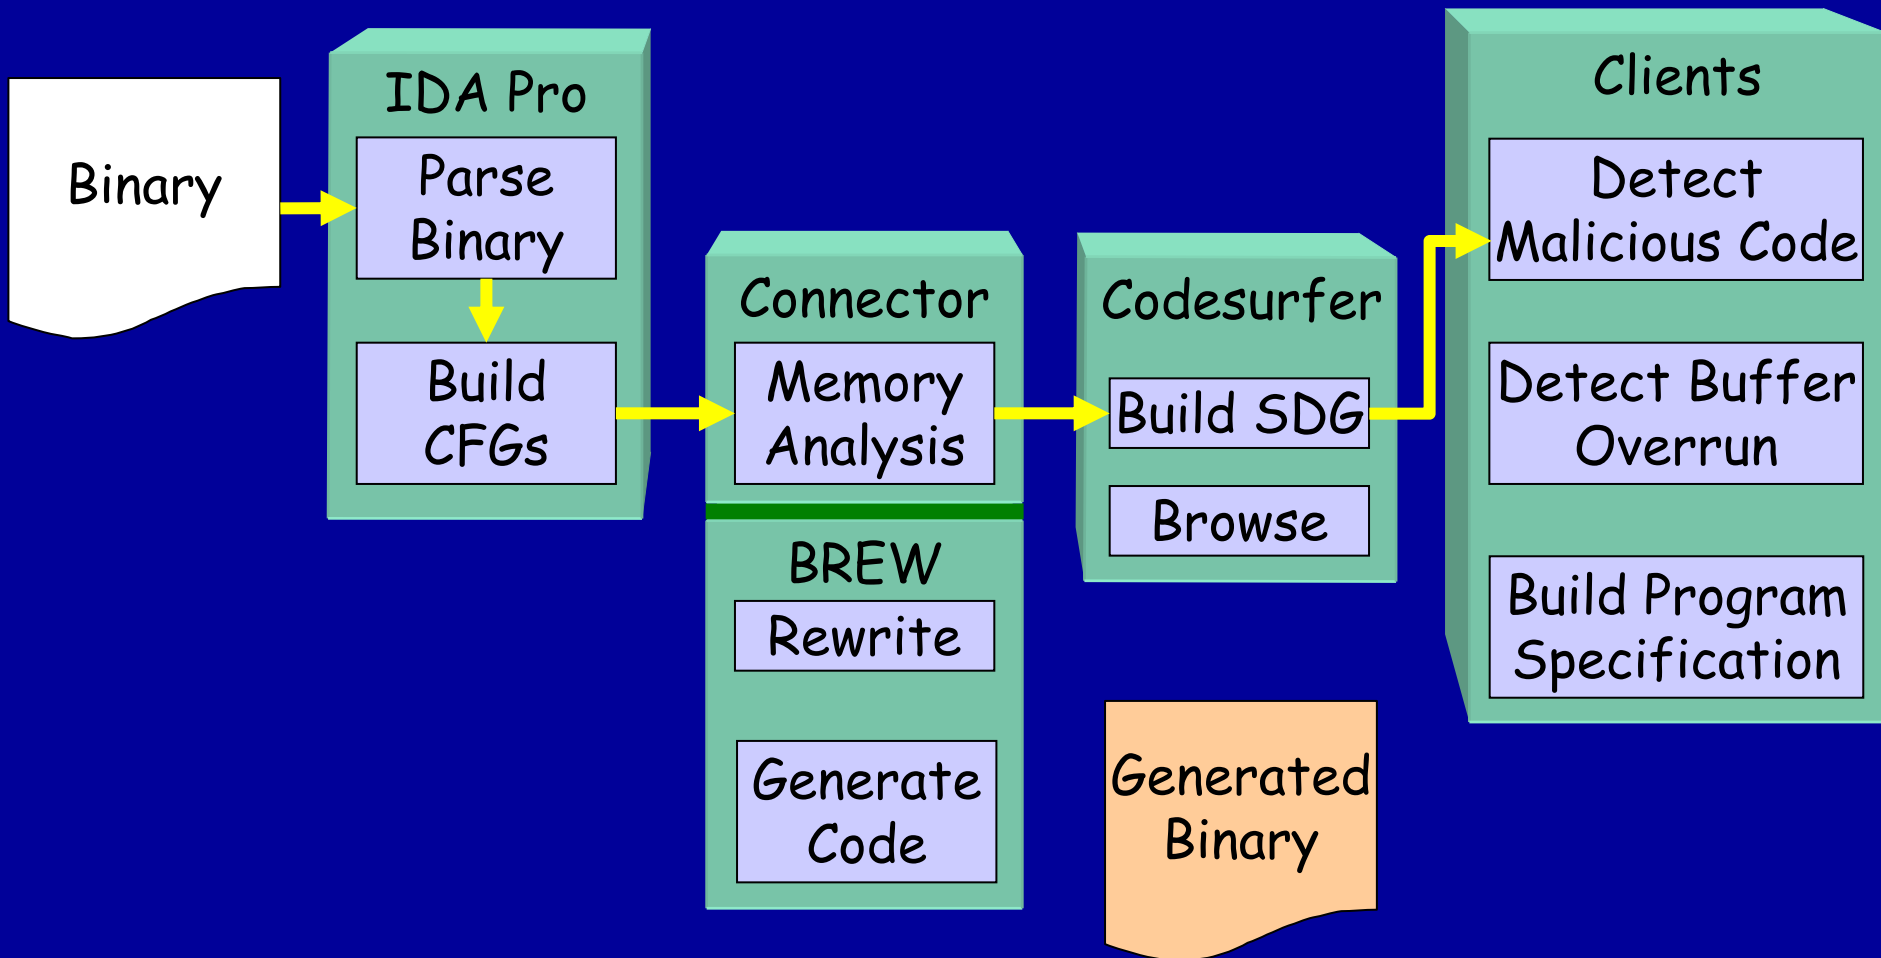 Binary
IDA Pro
Parse
Binary
Build
CFGs
Connector
Memory
Analysis
BREW
Rewrite
Generate
Code
Codesurfer
Build SDG
Browse
Generated
Binary
Clients
Detect
Malicious Code
Detect Buffer
Overrun
Build Program
Specification